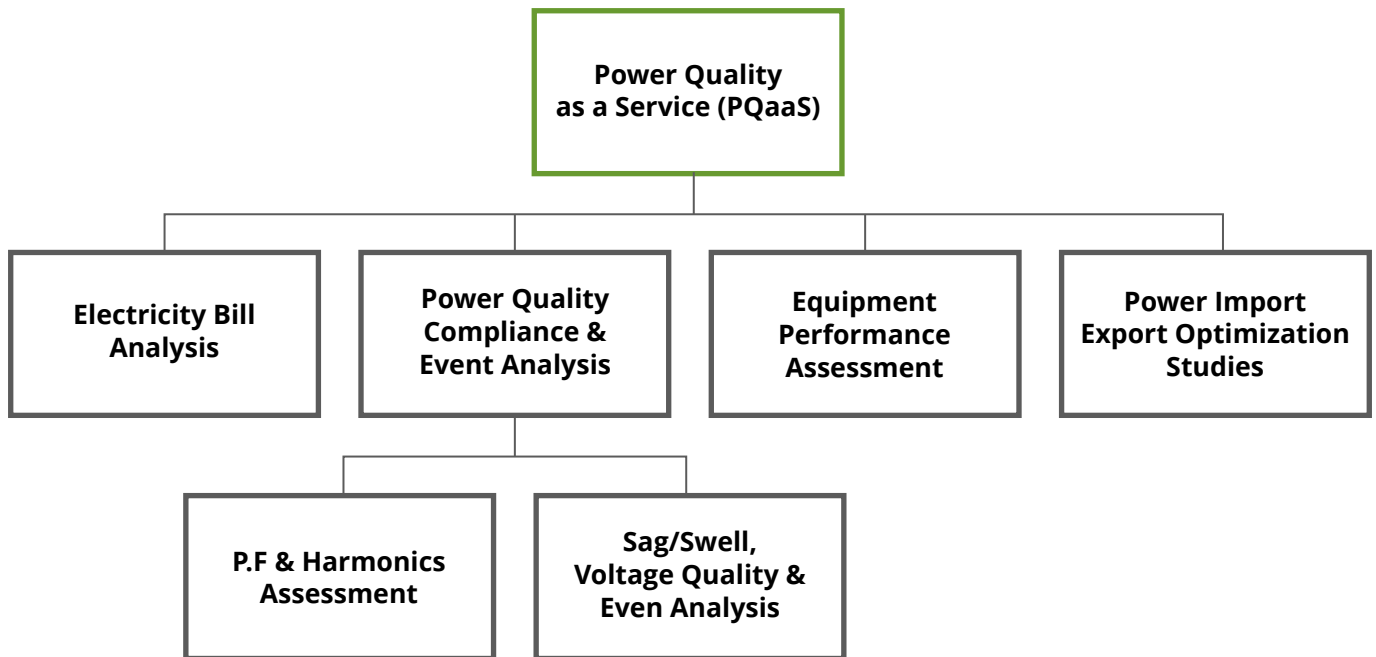 Power Quality
as a Service (PQaaS)
Electricity Bill
Analysis
Power Quality
Compliance &
Event Analysis
Equipment
Performance
Assessment
Power Import
Export Optimization
Studies
P.F & Harmonics
Assessment
Sag/Swell,
Voltage Quality &
Even Analysis